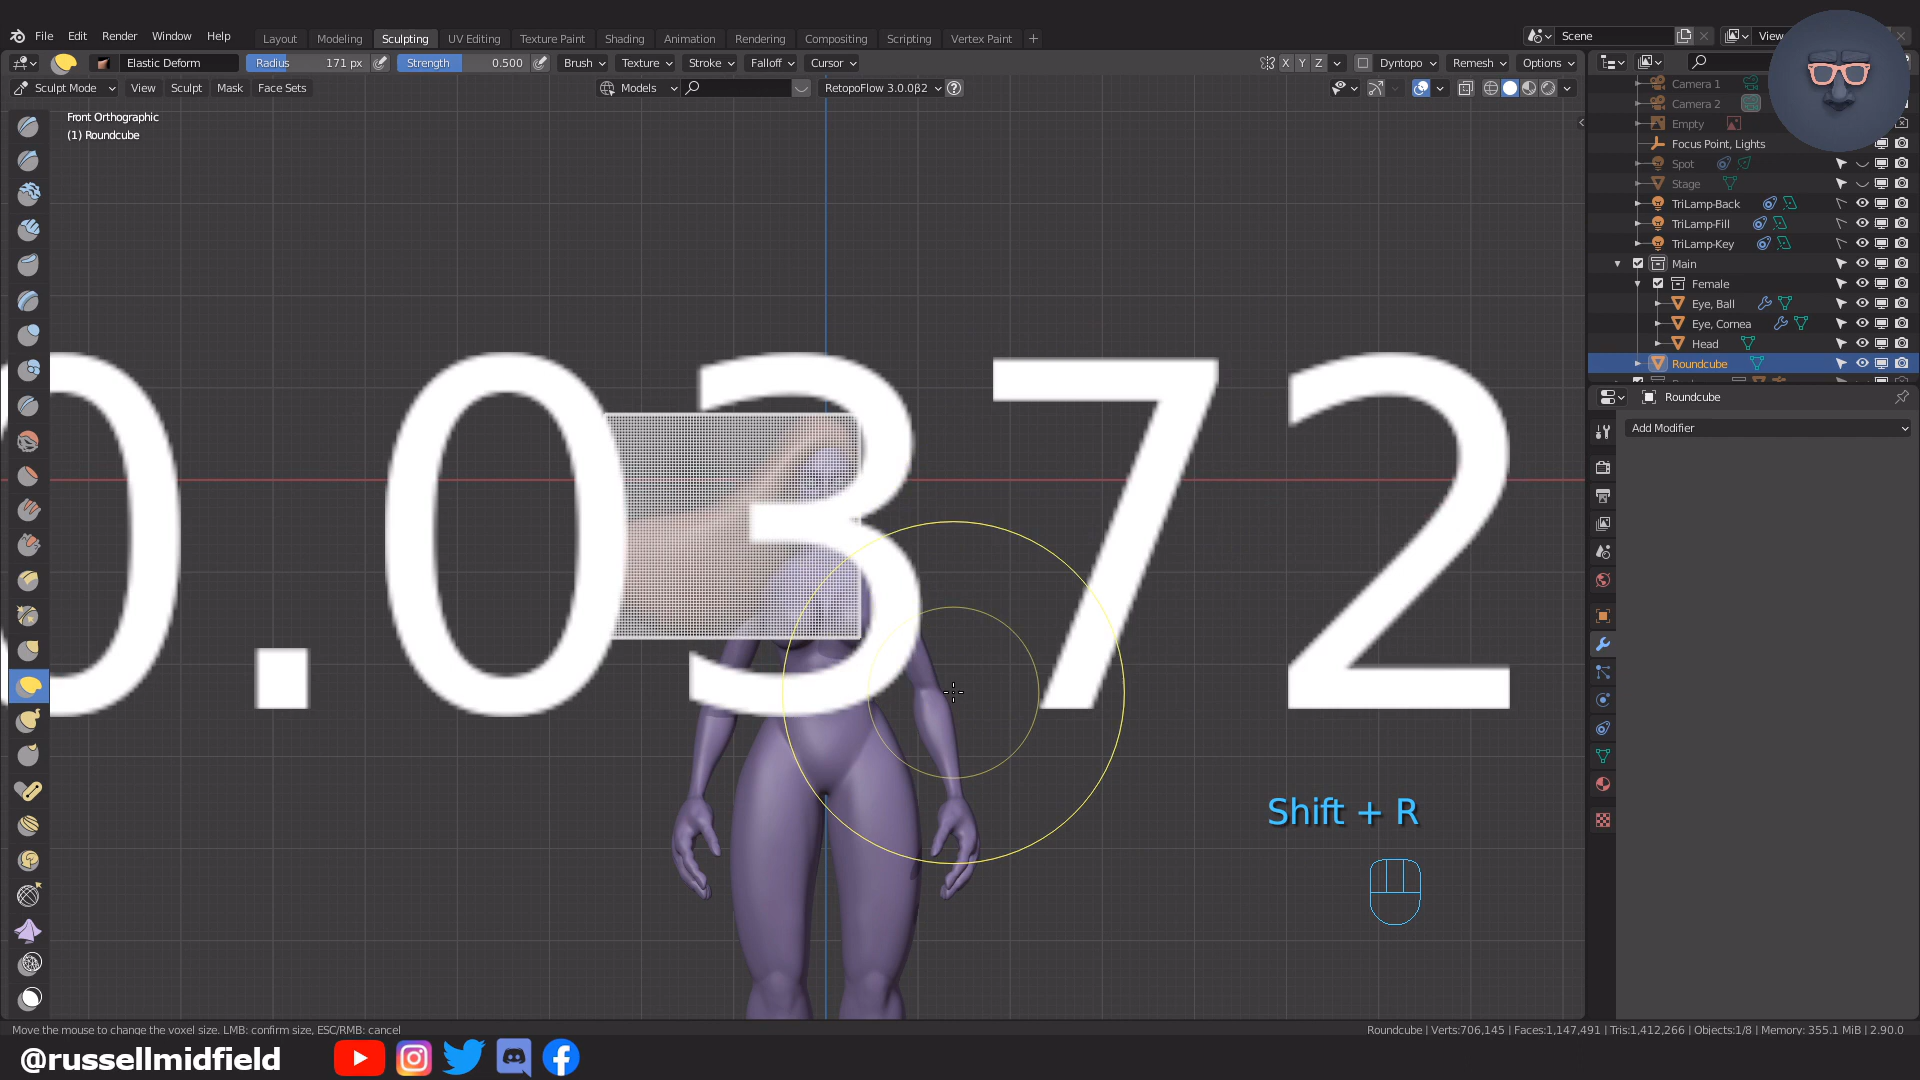 File Edit Render Window Help Layout Modeling Sculpting UV Editing Texture Paint Shading Animation Rendering Compositing Scripting Vertex Paint + Scene View
Elastic Deform Radius 171 px Strength 0.500 Brush Texture Stroke Falloff Cursor X Y Z Dyntopo Remesh Options
Sculpt Mode View Sculpt Mask Face Sets Models RetopoFlow 3.0.0β2 ?
Front Orthographic
(1) Roundcube
Camera 1
Camera 2
Empty
Focus Point, Lights
Spot
Stage
TriLamp-Back
TriLamp-Fill
TriLamp-Key
Main
Female
Eye, Ball
Eye, Cornea
Head
Roundcube
Roundcube
Add Modifier
0.0372
Shift + R
Move the mouse to change the voxel size. LMB: confirm size, ESC/RMB: cancel
Roundcube | Verts:706,145 | Faces:1,147,491 | Tris:1,412,266 | Objects:1/8 | Memory: 355.1 MiB | 2.90.0
@russellmidfield